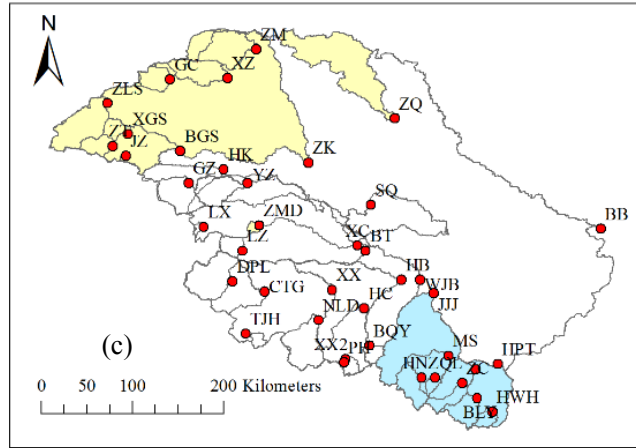 N
ZM
GC
XZ
ZLS
ZQ
XGS
JZ
BGS
HK
ZK
GZ
YZ
SQ
LX
ZMD
BB
LZ
XC
BT
DPL
CTG
XX
HB
WJB
HC
JJJ
NLD
TJH
BQY
(c)
XX2
MS
HPT
HNZ
QL
ZC
HWH
0 50 100 200 Kilometers